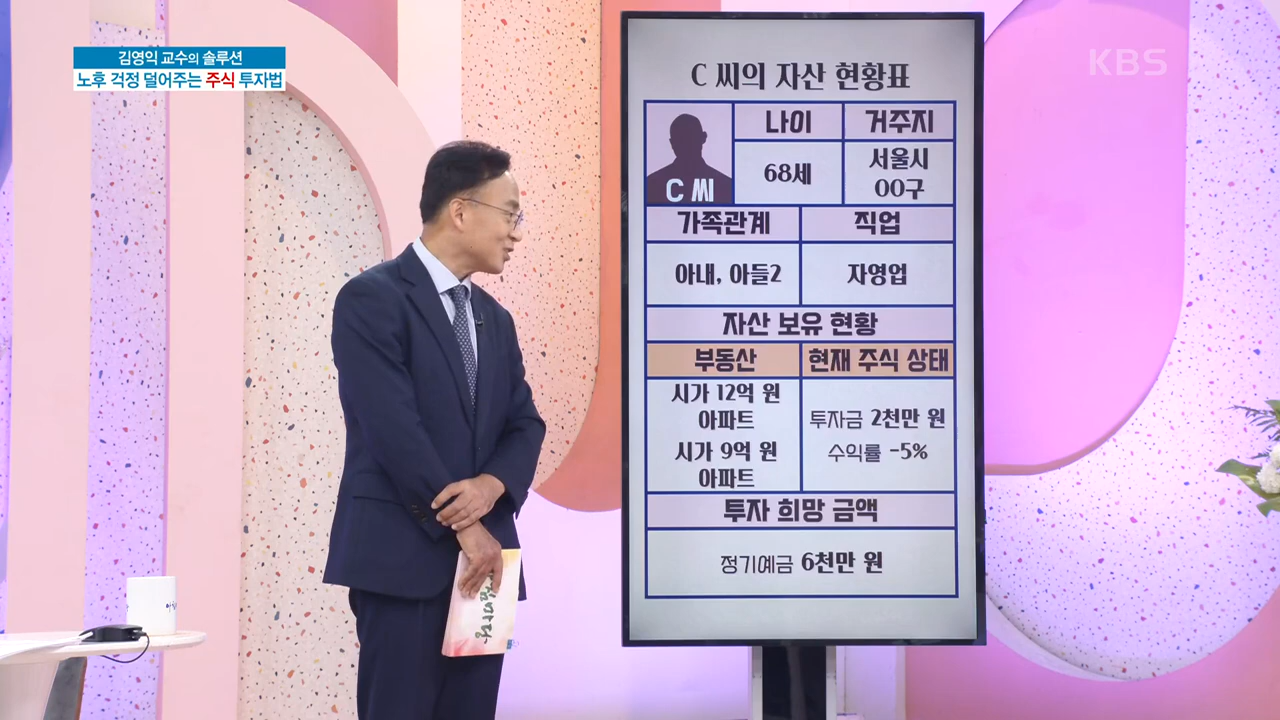 김영익 교수의 솔루션
노후 걱정 덜어주는 주식 투자법
KBS
C 씨의 자산 현황표
나이
거주지
C 씨
68세
서울시
OO구
가족관계
직업
아내, 아들2
자영업
자산 보유 현황
부동산
현재 주식 상태
시가 12억 원
아파트
시가 9억 원
아파트
투자금 2천만 원
수익률 -5%
투자 희망 금액
정기예금 6천만 원